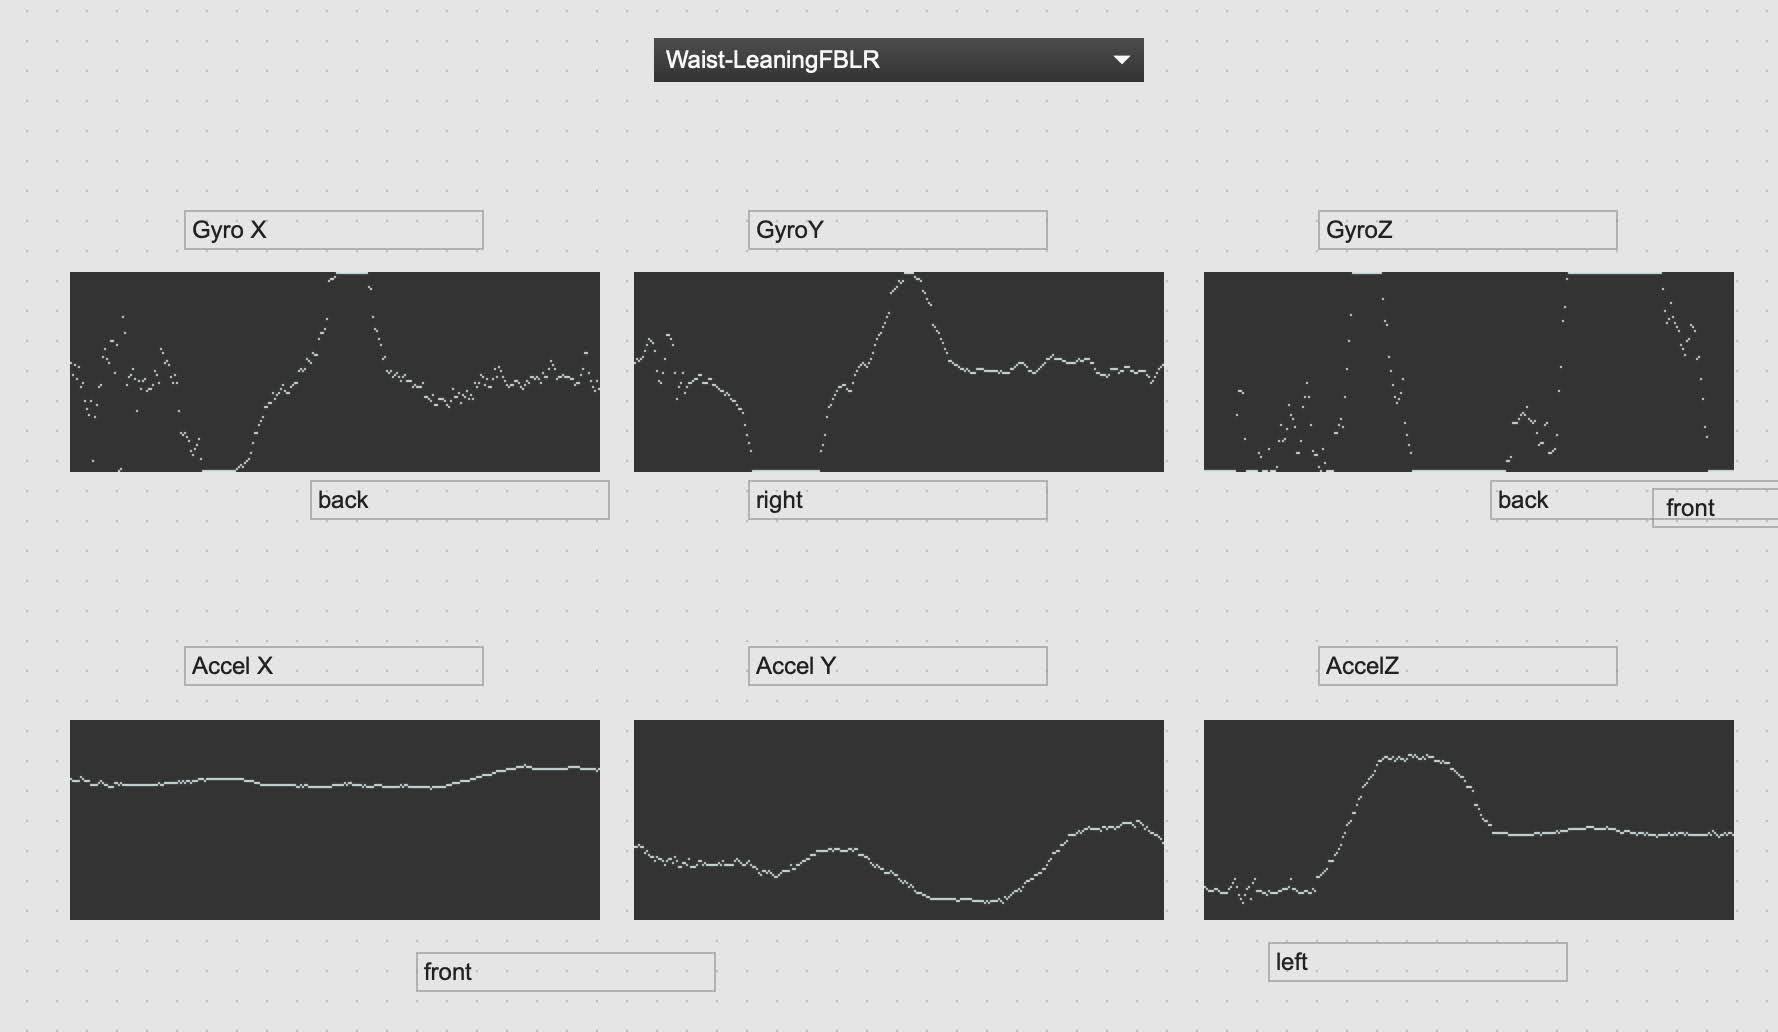 Waist-LeaningFBLR
Gyro X
GyroY
GyroZ
back
right
back
front
Accel X
Accel Y
AccelZ
front
left